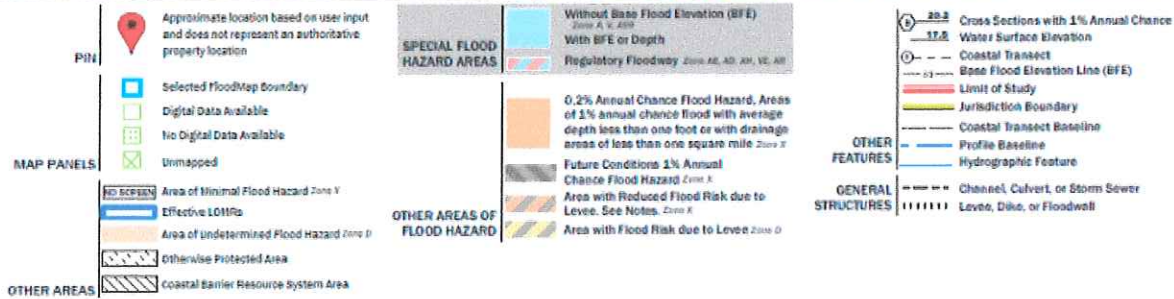 PIN
Approximate location based on user input
and does not represent an authoritative
property location
MAP PANELS
Selected FloodMap Boundary
Digital Data Available
No Digital Data Available
Unmapped
OTHER AREAS
NO SCREEN Area of Minimal Flood Hazard Zone X
Effective LOMRs
Area of Undetermined Flood Hazard Zone D
Otherwise Protected Area
Coastal Barrier Resource System Area
SPECIAL FLOOD
HAZARD AREAS
Without Base Flood Elevation (BFE)
Zone A, V, A99
With BFE or Depth
Regulatory Floodway Zone AE, AO, AH, VE, AR
OTHER AREAS OF
FLOOD HAZARD
0.2% Annual Chance Flood Hazard, Areas
of 1% annual chance flood with average
depth less than one foot or with drainage
areas of less than one square mile Zone X
Future Conditions 1% Annual
Chance Flood Hazard Zone X
Area with Reduced Flood Risk due to
Levee. See Notes. Zone X
Area with Flood Risk due to Levee Zone D
OTHER
FEATURES
20.2 Cross Sections with 1% Annual Chance
17.5 Water Surface Elevation
Coastal Transect
Base Flood Elevation Line (BFE)
Limit of Study
Jurisdiction Boundary
Coastal Transect Baseline
Profile Baseline
Hydrographic Feature
GENERAL
STRUCTURES
Channel, Culvert, or Storm Sewer
Levee, Dike, or Floodwall